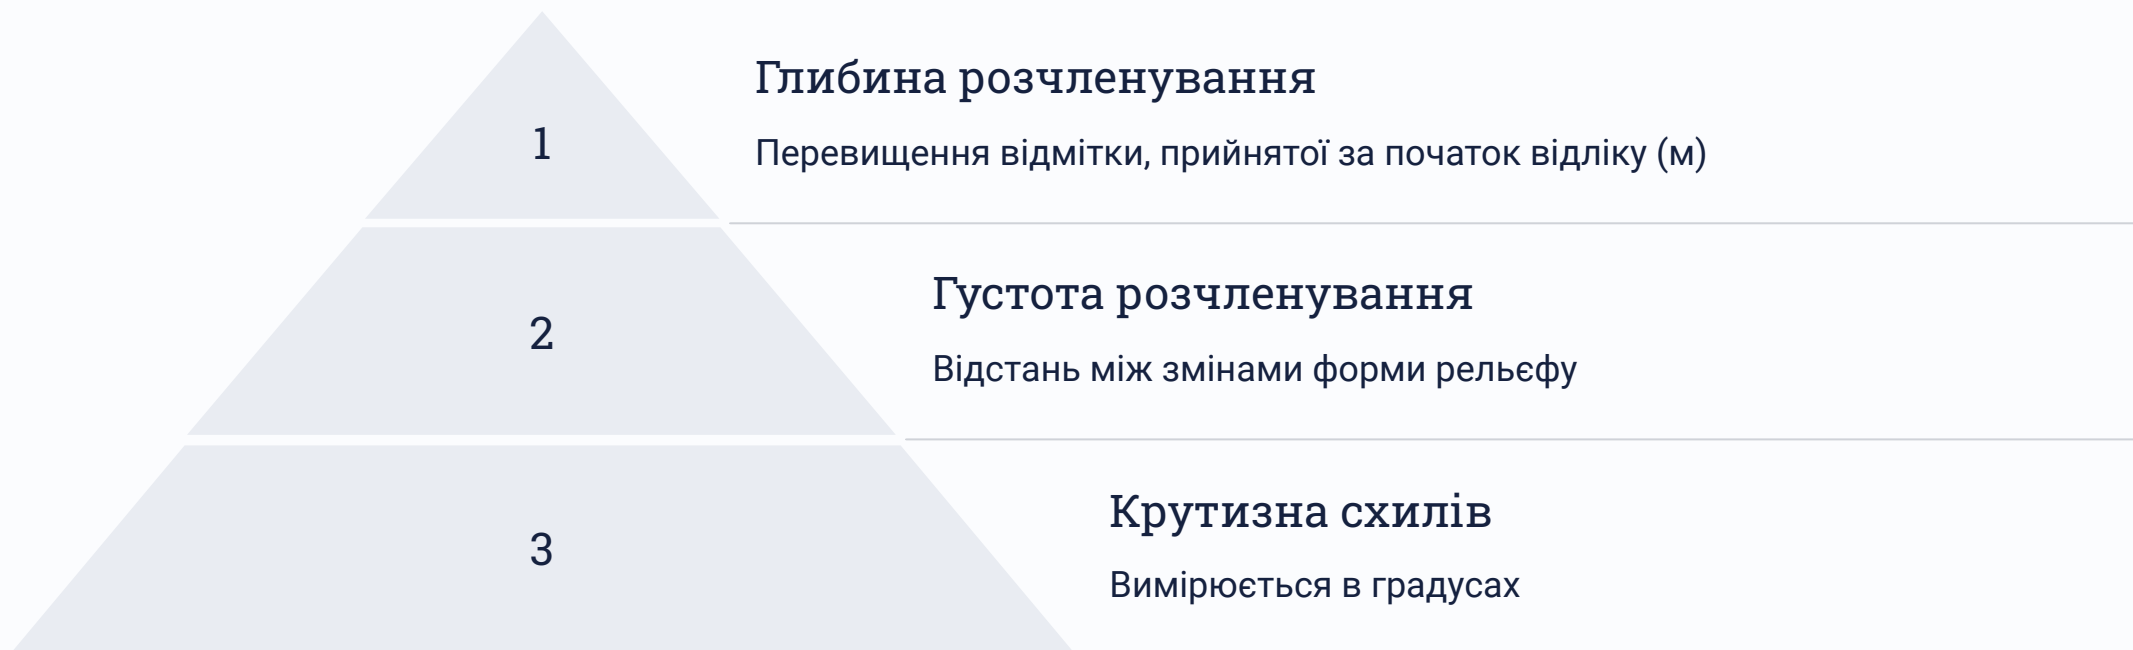 1
Глибина розчленування
Перевищення відмітки, прийнятої за початок відліку (м)
2
Густота розчленування
Відстань між змінами форми рельєфу
3
Крутизна схилів
Вимірюється в градусах